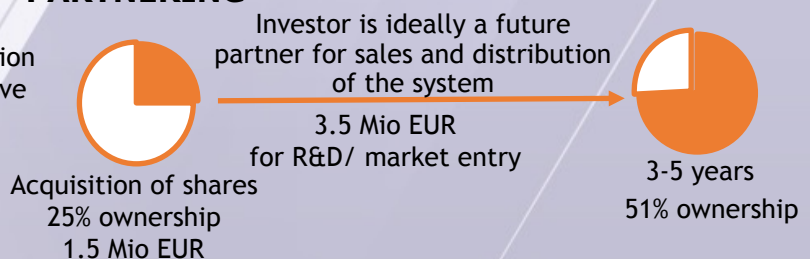 PARTNERING
Investor is ideally a future
partner for sales and distribution
of the system
3.5 Mio EUR
for R&D/ market entry
Acquisition of shares
25% ownership
1.5 Mio EUR
3-5 years
51% ownership